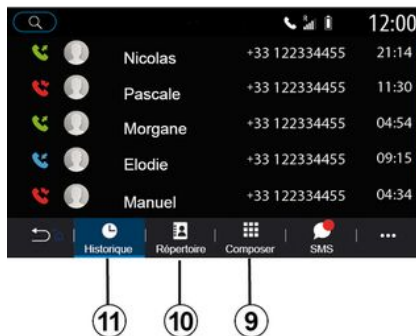 12:00
Nicolas +33 122334455 21:14
Pascale +33 122334455 11:30
Morgane +33 122334455 04:54
Elodie +33 122334455 09:15
Manuel +33 122334455 04:34
Historique Répertoire Composer SMS ...
11 10 9